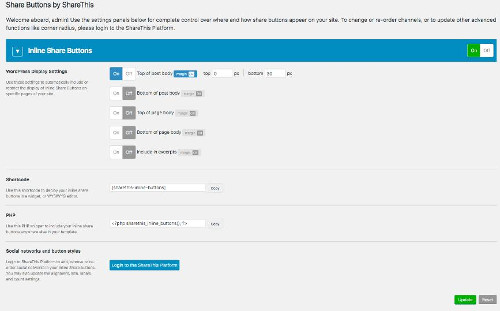 Share Buttons by ShareThis
Welcome aboard, admin! Use the settings panels below for complete control over where and how share buttons appear on your site. To change or re-order channels, or to update other advanced
functions like corner radius, please login to the ShareThis Platform.
Inline Share Buttons
On Off
WordPress Display Settings
Use these settings to automatically include or
restrict the display of Inline Share Buttons on
specific pages of your site.
On Off Top of post body margin top 0 px bottom px
On Off Bottom of post body margin
On Off Top of page body margin
On Off Bottom of page body margin
On Off Include in excerpts margin
Shortcode
Use this shortcode to deploy your inline share
buttons in a widget, or WYSIWYG editor.
[sharethis-inline-buttons]
Copy
PHP
Use this PHP snippet to include your inline share
buttons anywhere else in your template.
<?php echo sharethis_inline_buttons(); ?>
Copy
Social networks and button styles
Login to ShareThis Platform to add, remove or re-
order social networks in your Inline Share buttons.
You may also update the alignment, size, labels,
and count settings.
Login to the ShareThis Platform
Update
Reset